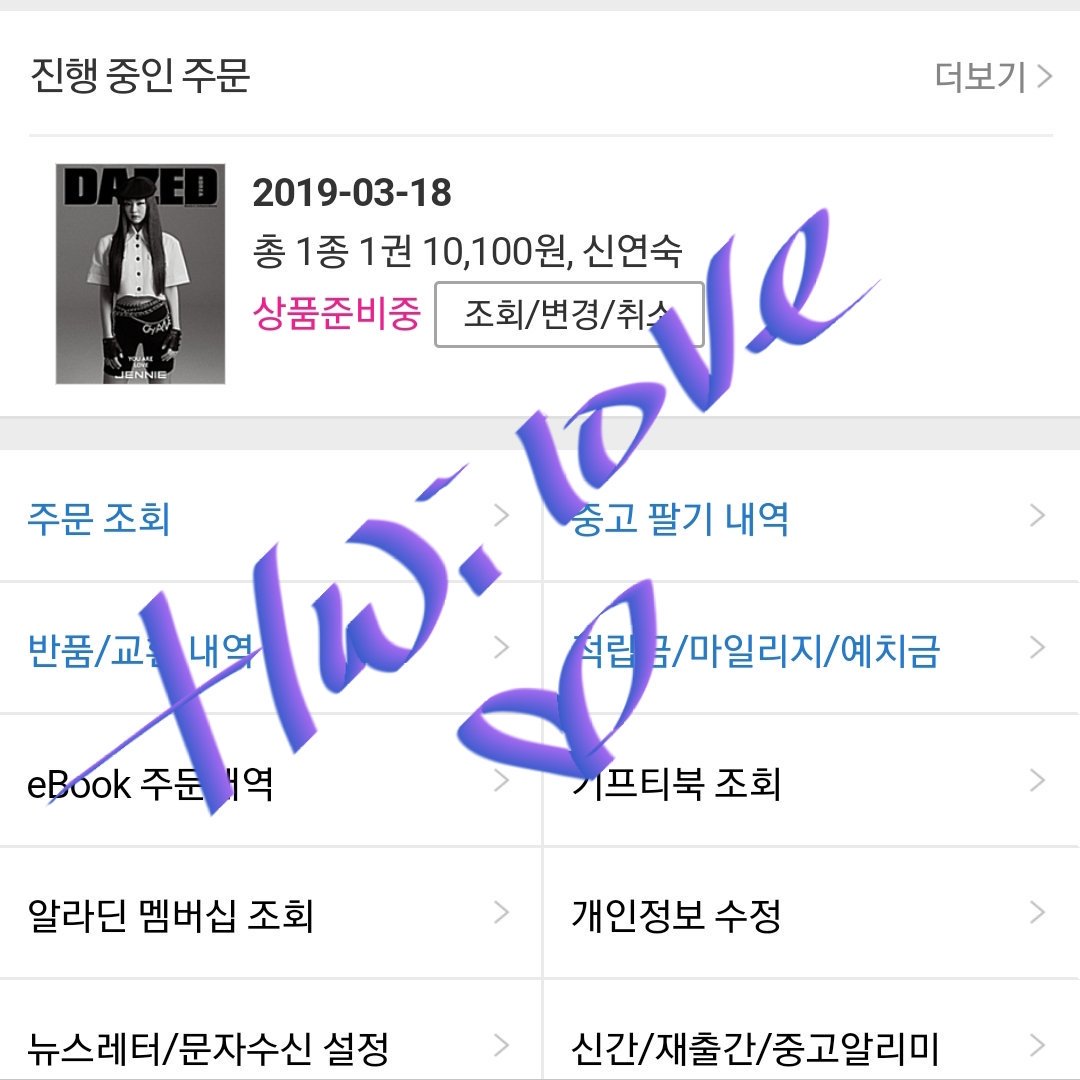 진행 중인 주문
더보기 >
DAZED
KOREA
YOU ARE
LOVE
JENNIE
2019-03-18
총 1종 1권 10,100원, 신연숙
상품준비중
조회/변경/취소
Hwi love
주문 조회 >
중고 팔기 내역 >
반품/교환 내역 >
적립금/마일리지/예치금 >
eBook 주문 내역 >
기프티북 조회 >
알라딘 멤버십 조회 >
개인정보 수정 >
뉴스레터/문자수신 설정 >
신간/재출간/중고알리미 >